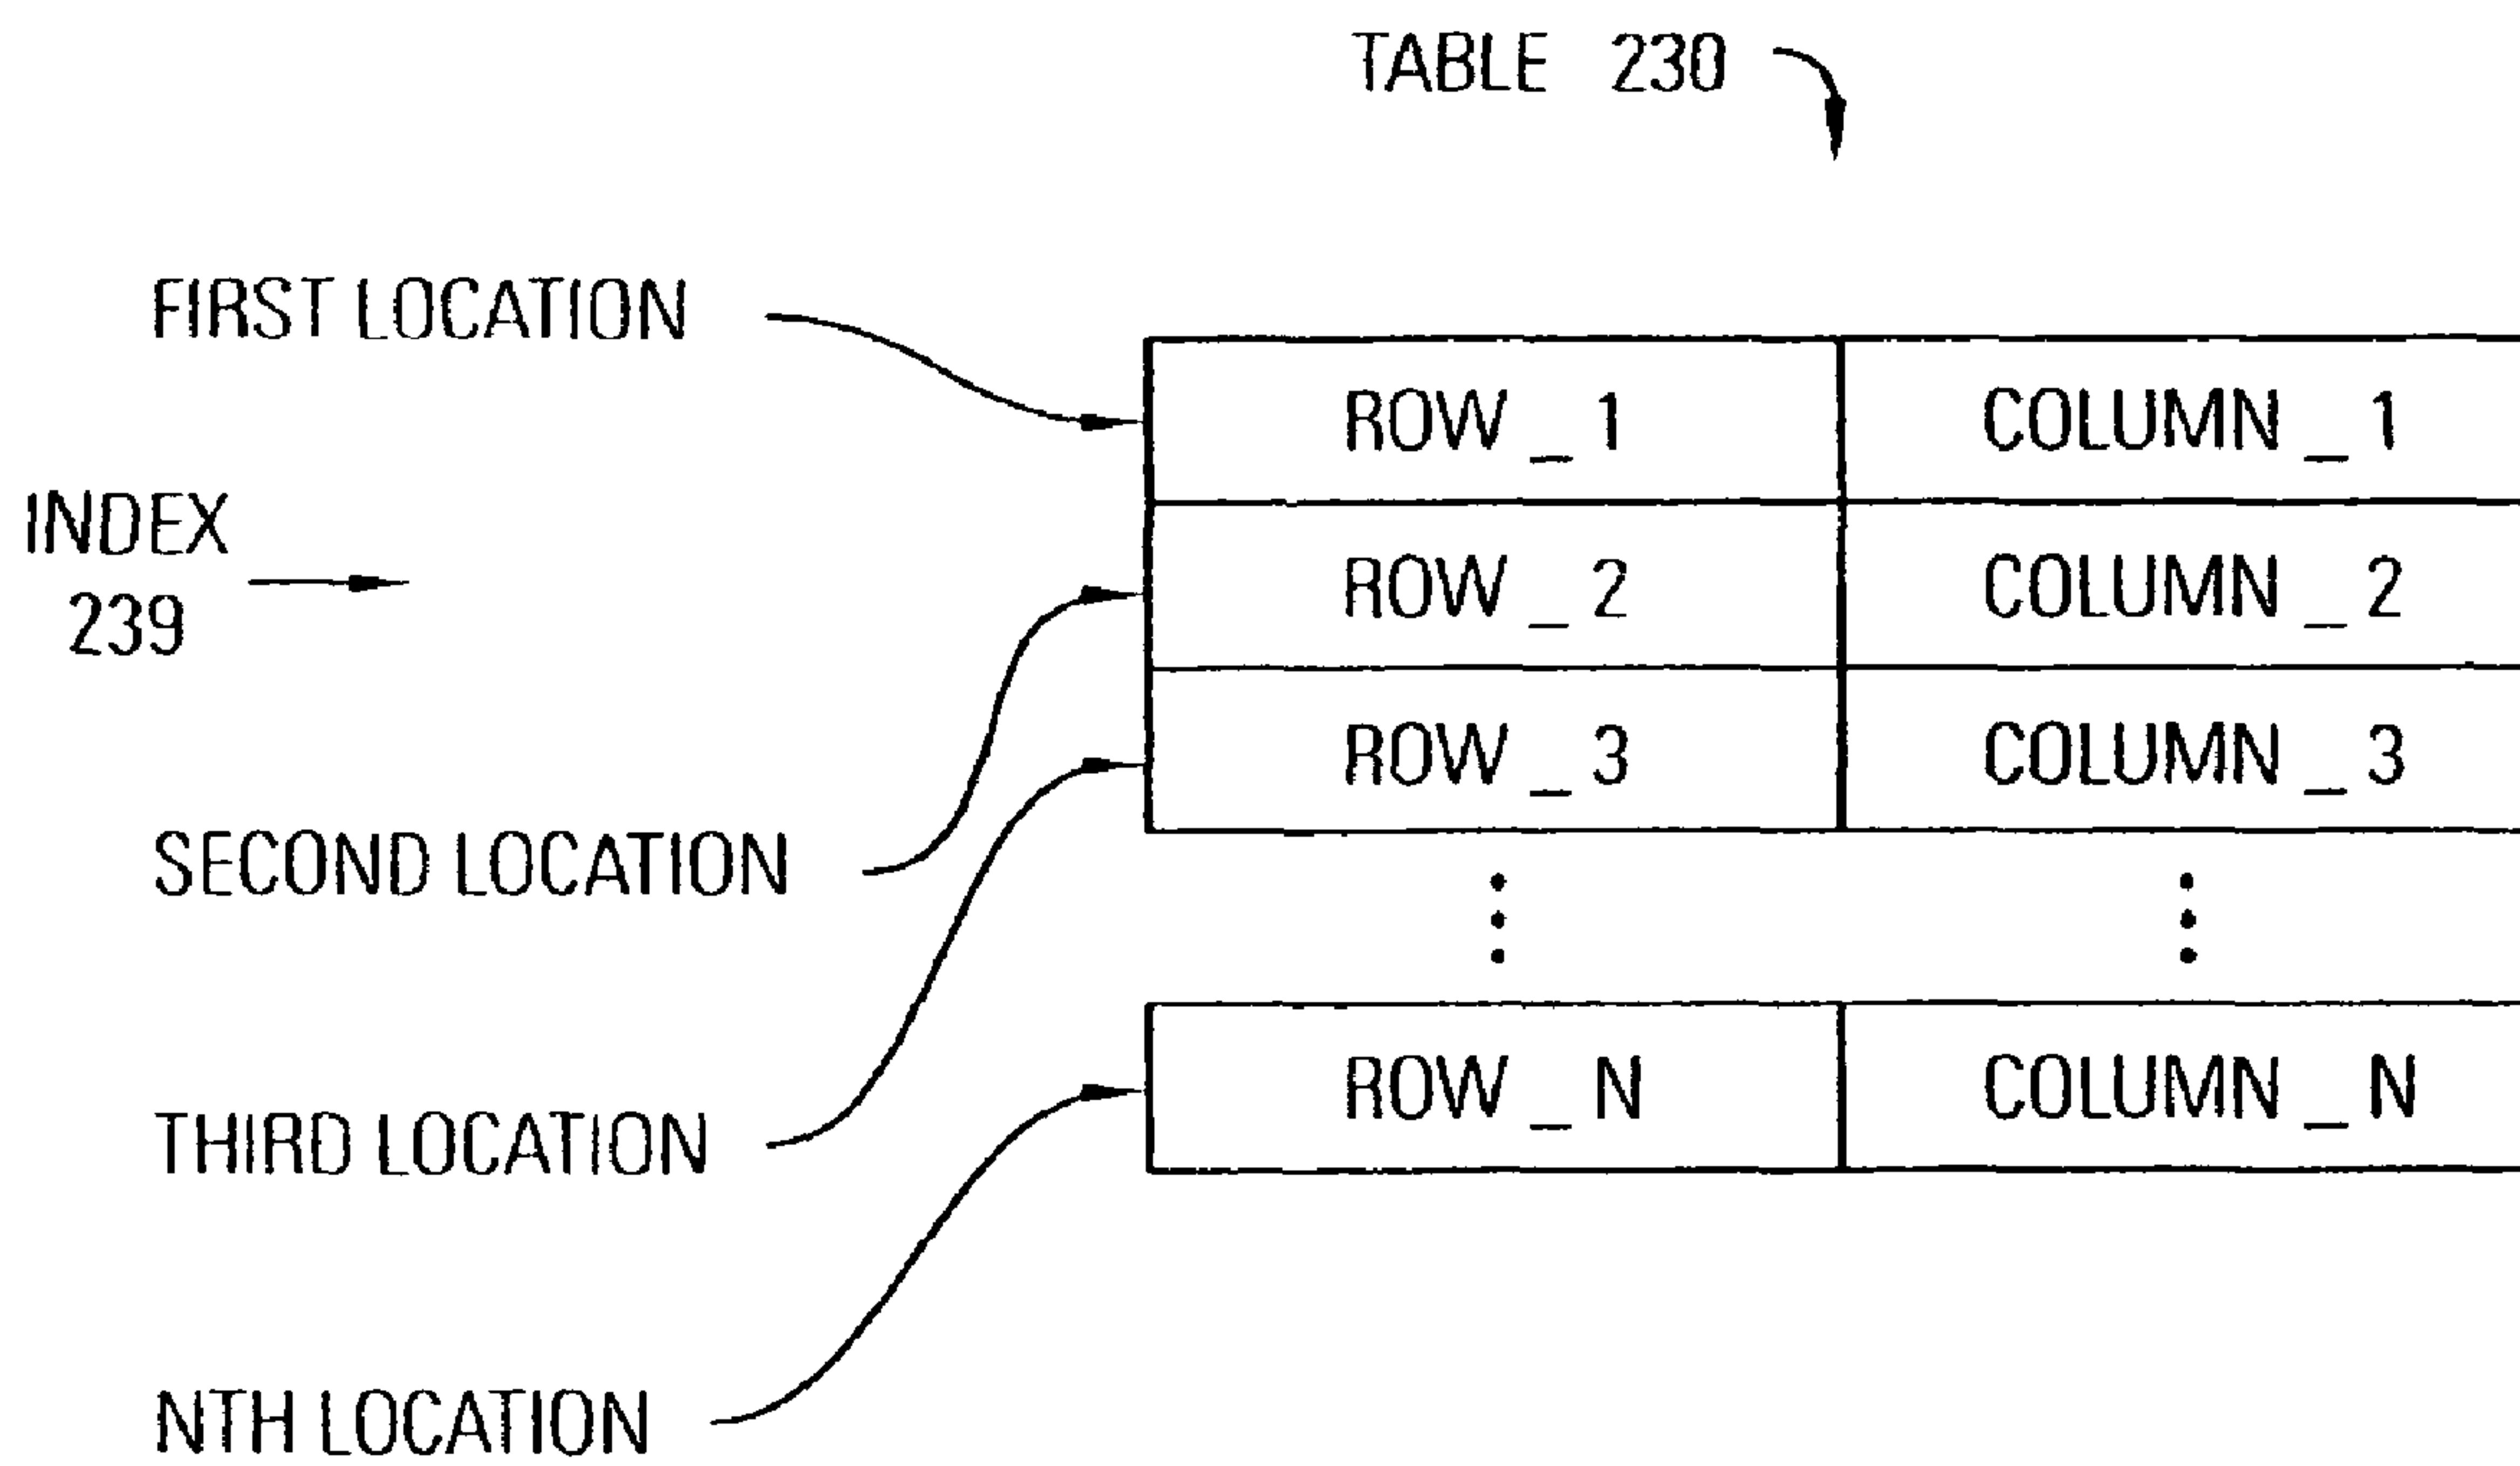 TABLE 230
FIRST LOCATION
ROW _ 1 COLUMN _ 1
INDEX
239
ROW _ 2 COLUMN _ 2
ROW _ 3 COLUMN _ 3
SECOND LOCATION
THIRD LOCATION
ROW _ N COLUMN _ N
NTH LOCATION